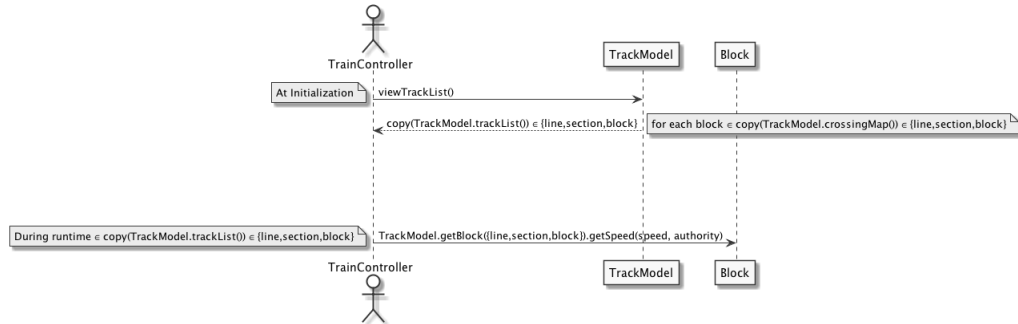 TrainController
TrackModel
Block
At Initialization
viewTrackList()
copy(TrackModel.trackList()) ∈ {line,section,block}
for each block ∈ copy(TrackModel.crossingMap()) ∈ {line,section,block}
During runtime ∈ copy(TrackModel.trackList()) ∈ {line,section,block}
TrackModel.getBlock({line,section,block}).getSpeed(speed, authority)
TrainController
TrackModel
Block